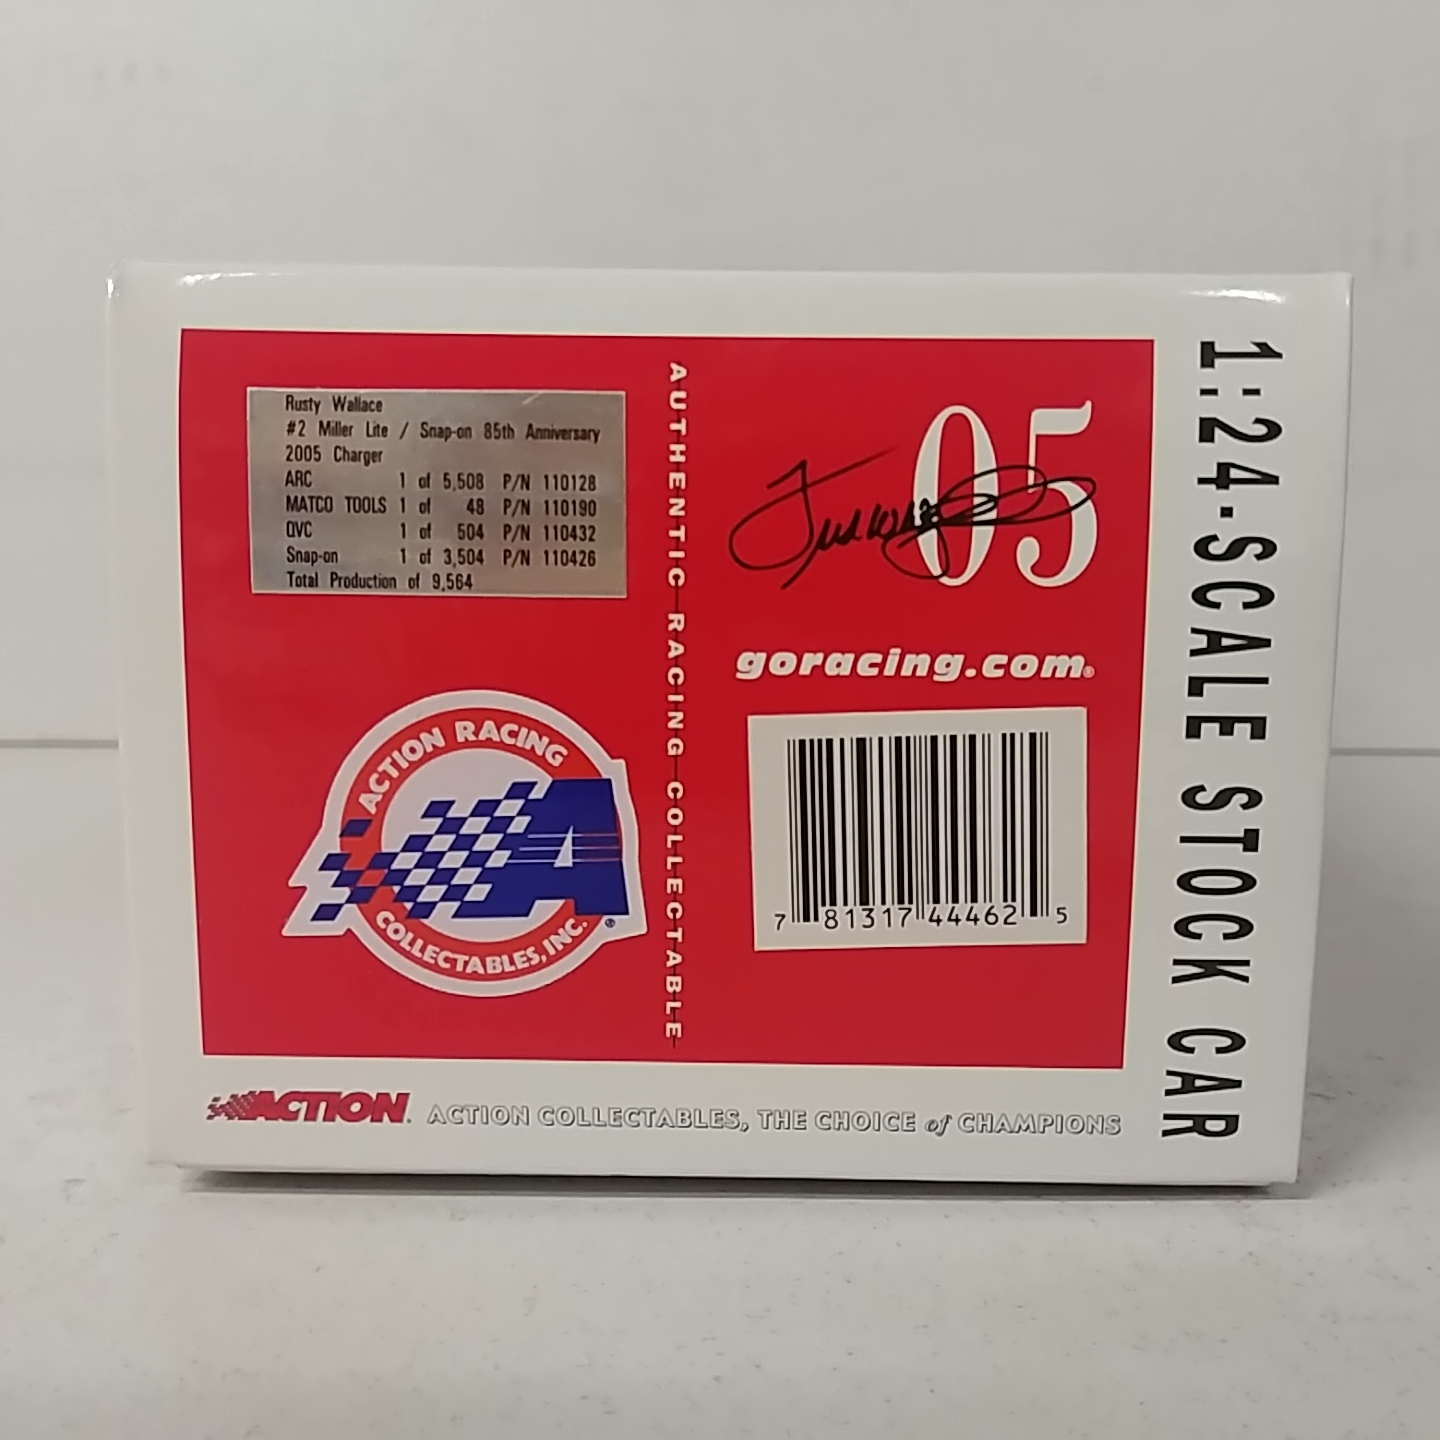 Rusty Wallace
#2 Miller Lite / Snap-on 85th Anniversary
2005 Charger
ARC 1 of 5,508 P/N 110128
MATCO TOOLS 1 of 48 P/N 110190
QVC 1 of 504 P/N 110432
Snap-on 1 of 3,504 P/N 110426
Total Production of 9,564
ACTION RACING
A
COLLECTABLES, INC.®
AUTHENTIC RACING COLLECTABLE
05
goracing.com®
7 81317 44462 5
1:24-SCALE STOCK CAR
ACTION. ACTION COLLECTABLES, THE CHOICE of CHAMPIONS